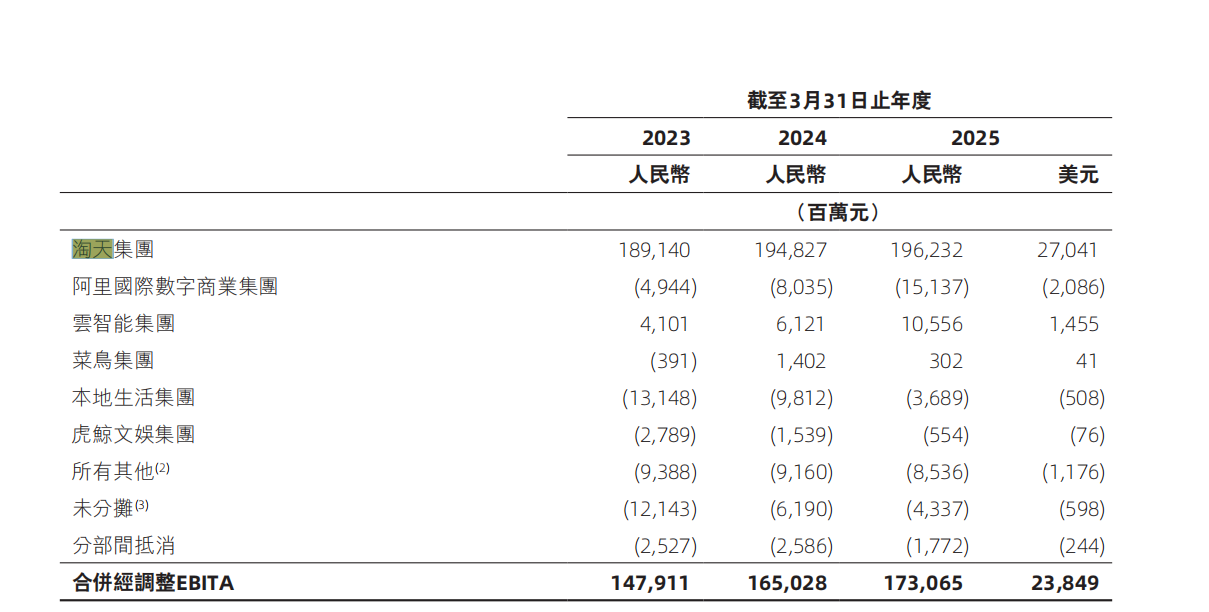 截至3月31日止年度
2023 2024 2025
人民幣 人民幣 人民幣 美元
（百萬元）
淘天集團 189,140 194,827 196,232 27,041
阿里國際數字商業集團 (4,944) (8,035) (15,137) (2,086)
雲智能集團 4,101 6,121 10,556 1,455
菜鳥集團 (391) 1,402 302 41
本地生活集團 (13,148) (9,812) (3,689) (508)
虎鯨文娛集團 (2,789) (1,539) (554) (76)
所有其他(2) (9,388) (9,160) (8,536) (1,176)
未分攤(3) (12,143) (6,190) (4,337) (598)
分部間抵消 (2,527) (2,586) (1,772) (244)
合併經調整EBITA 147,911 165,028 173,065 23,849